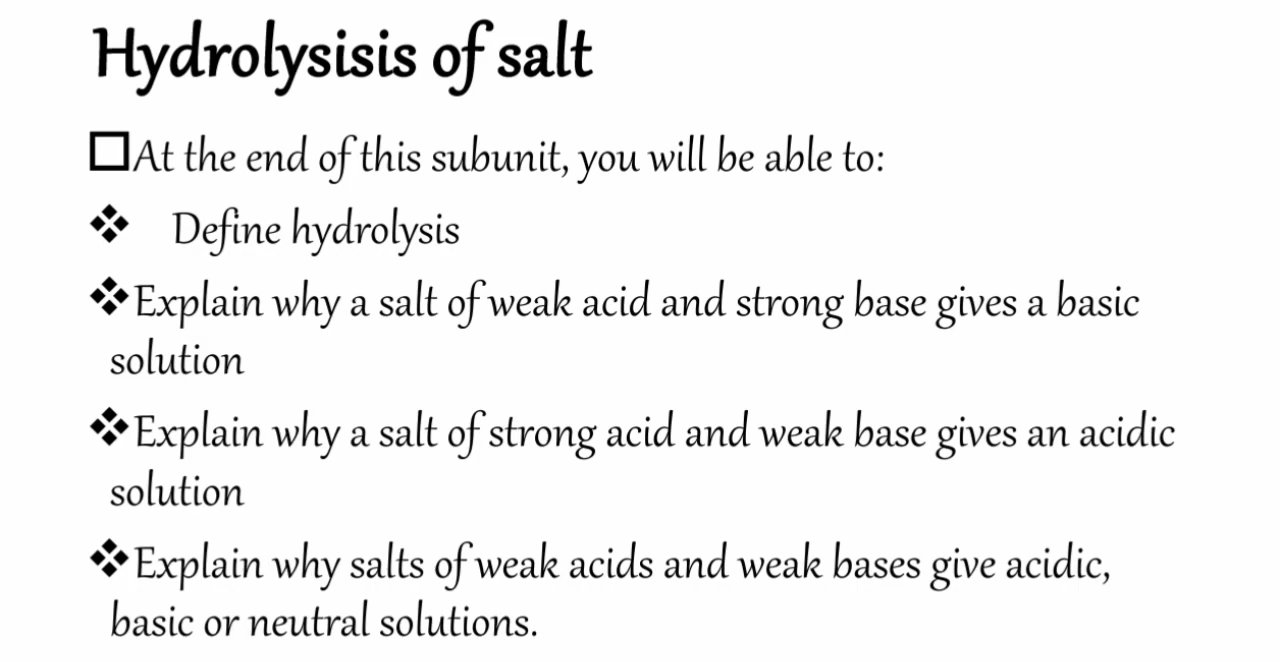 Hydrolysisis of salt
☐At the end of this subunit, you will be able to:
❖ Define hydrolysis
❖Explain why a salt of weak acid and strong base gives a basic
solution
❖Explain why a salt of strong acid and weak base gives an acidic
solution
❖Explain why salts of weak acids and weak bases give acidic,
basic or neutral solutions.